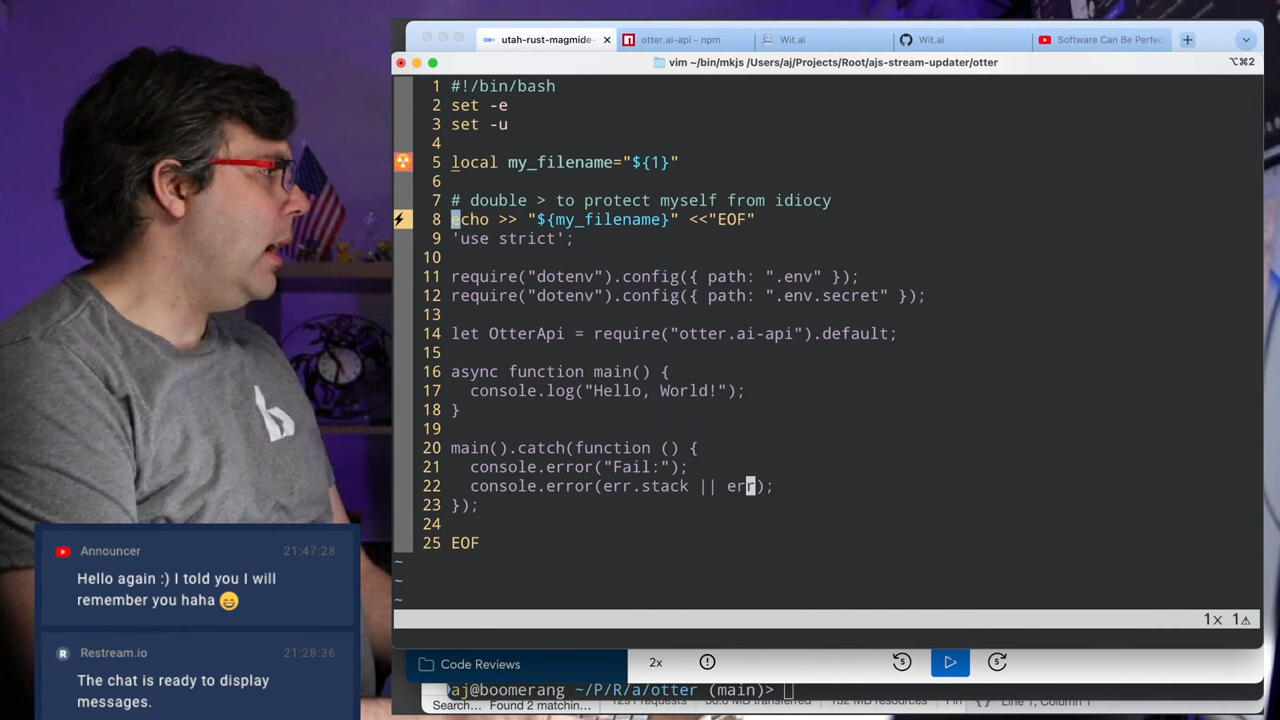 utah-rust-magmide-
otter.ai-api - npm
Wit.ai
Wit.ai
Software Can Be Perfec
vim ~/bin/mkjs /Users/aj/Projects/Root/ajs-stream-updater/otter
⌥⌘2
1 #!/bin/bash
2 set -e
3 set -u
4
5 local my_filename="${1}"
6
7 # double > to protect myself from idiocy
8 echo >> "${my_filename}" <<"EOF"
9 'use strict';
10
11 require("dotenv").config({ path: ".env" });
12 require("dotenv").config({ path: ".env.secret" });
13
14 let OtterApi = require("otter.ai-api").default;
15
16 async function main() {
17   console.log("Hello, World!");
18 }
19
20 main().catch(function () {
21   console.error("Fail:");
22   console.error(err.stack || err);
23 });
24
25 EOF
~
~
~
1× 1⚠
Announcer 21:47:28
Hello again :) I told you I will
remember you haha 😄
Restream.io 21:28:36
The chat is ready to display
messages.
Code Reviews
2x
5
5
aj@boomerang ~/P/R/a/otter (main)>
Search... Found 2 matchin...
Line 1, Column 1